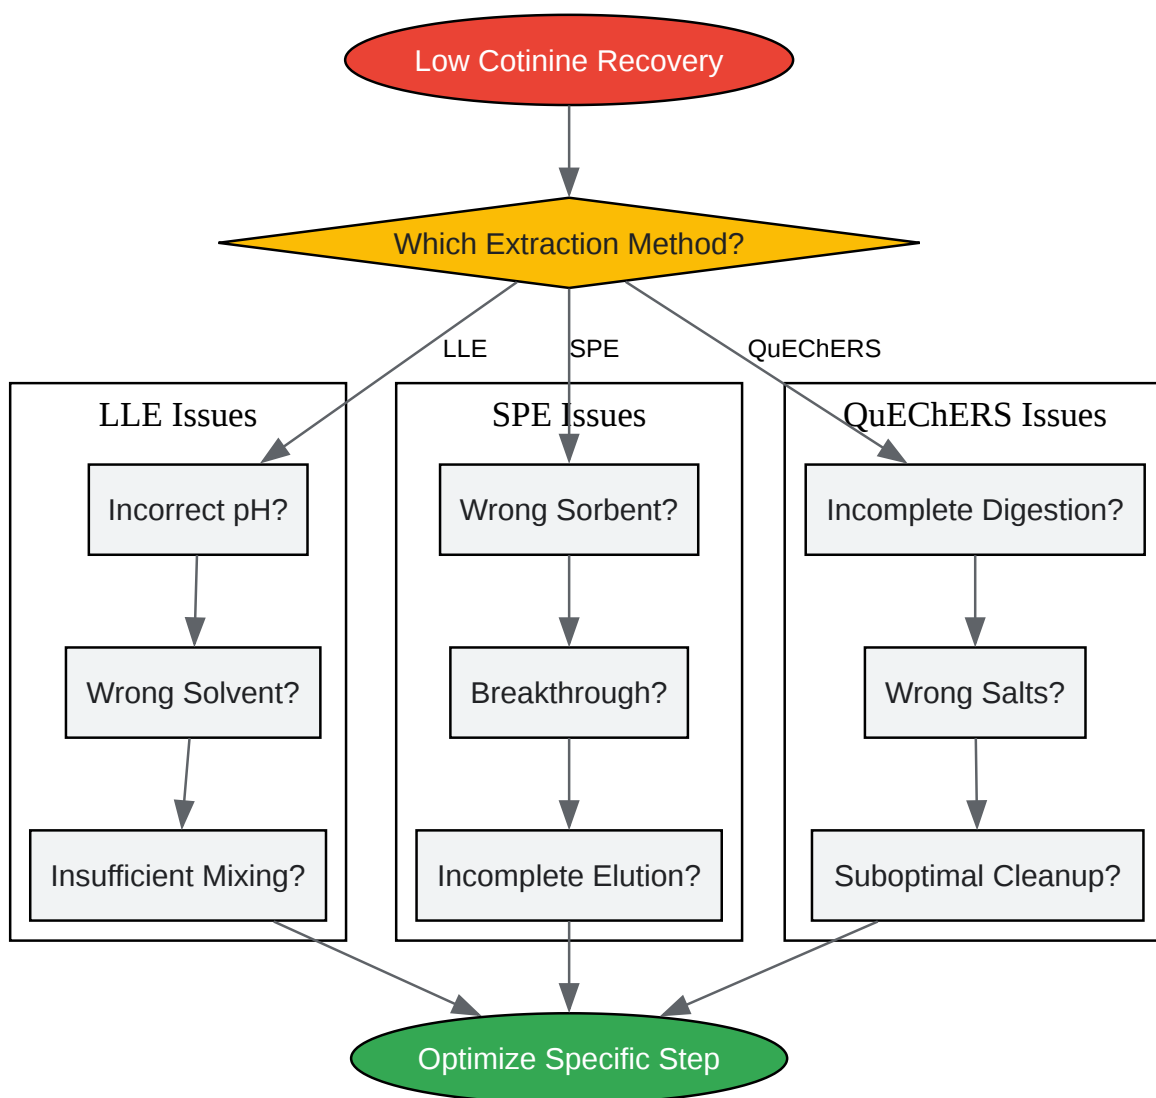 Low Cotinine Recovery
Which Extraction Method?
LLE
SPE
QuEChERS
LLE Issues
SPE Issues
QuEChERS Issues
Incorrect pH?
Wrong Sorbent?
Incomplete Digestion?
Wrong Solvent?
Breakthrough?
Wrong Salts?
Insufficient Mixing?
Incomplete Elution?
Suboptimal Cleanup?
Optimize Specific Step